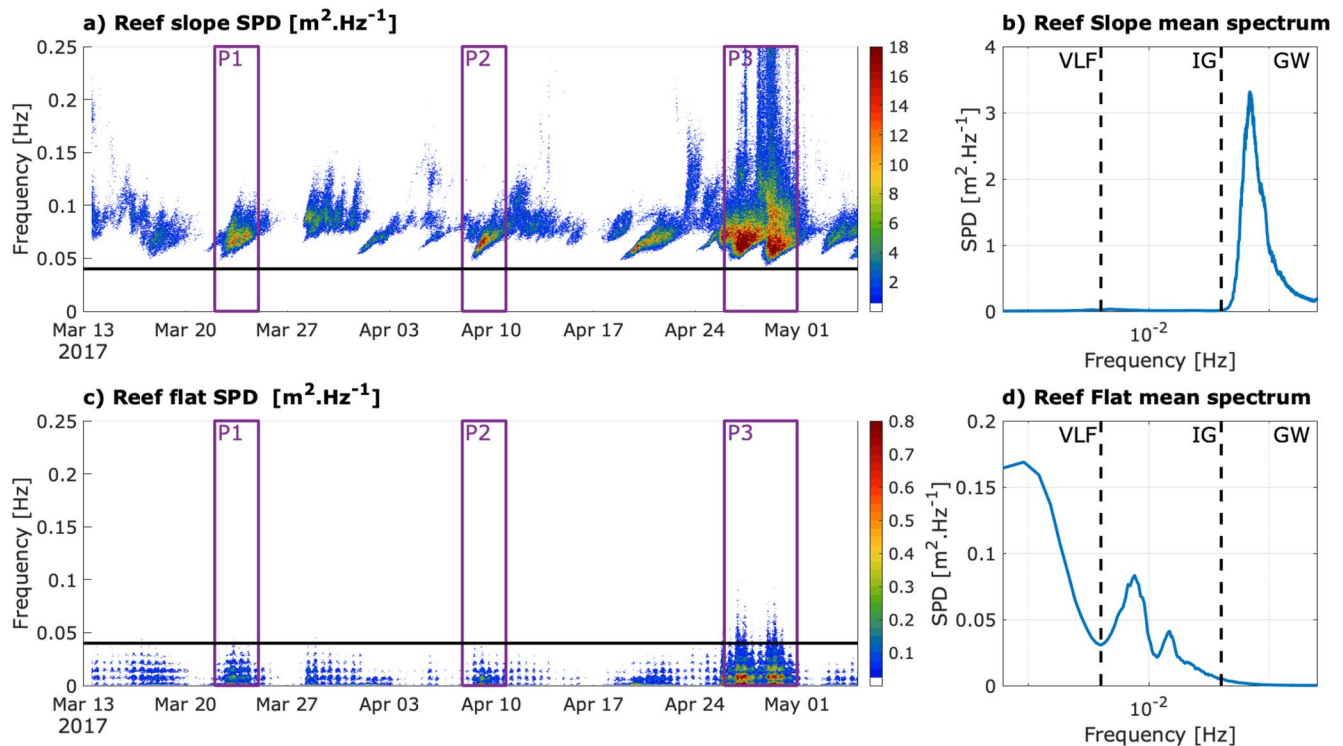 a) Reef slope SPD [m².Hz⁻¹]
0.25
0.2
0.15
0.1
0.05
0
Frequency [Hz]
P1
P2
P3
Mar 13
Mar 20
Mar 27
Apr 03
Apr 10
Apr 17
Apr 24
May 01
2017
18
16
14
12
10
8
6
4
2
b) Reef Slope mean spectrum
4
3
2
1
0
SPD [m².Hz⁻¹]
VLF
IG
GW
10⁻²
Frequency [Hz]
c) Reef flat SPD [m².Hz⁻¹]
0.25
0.2
0.15
0.1
0.05
0
Frequency [Hz]
P1
P2
P3
Mar 13
Mar 20
Mar 27
Apr 03
Apr 10
Apr 17
Apr 24
May 01
2017
0.8
0.7
0.6
0.5
0.4
0.3
0.2
0.1
d) Reef Flat mean spectrum
0.2
0.15
0.1
0.05
0
SPD [m².Hz⁻¹]
VLF
IG
GW
10⁻²
Frequency [Hz]